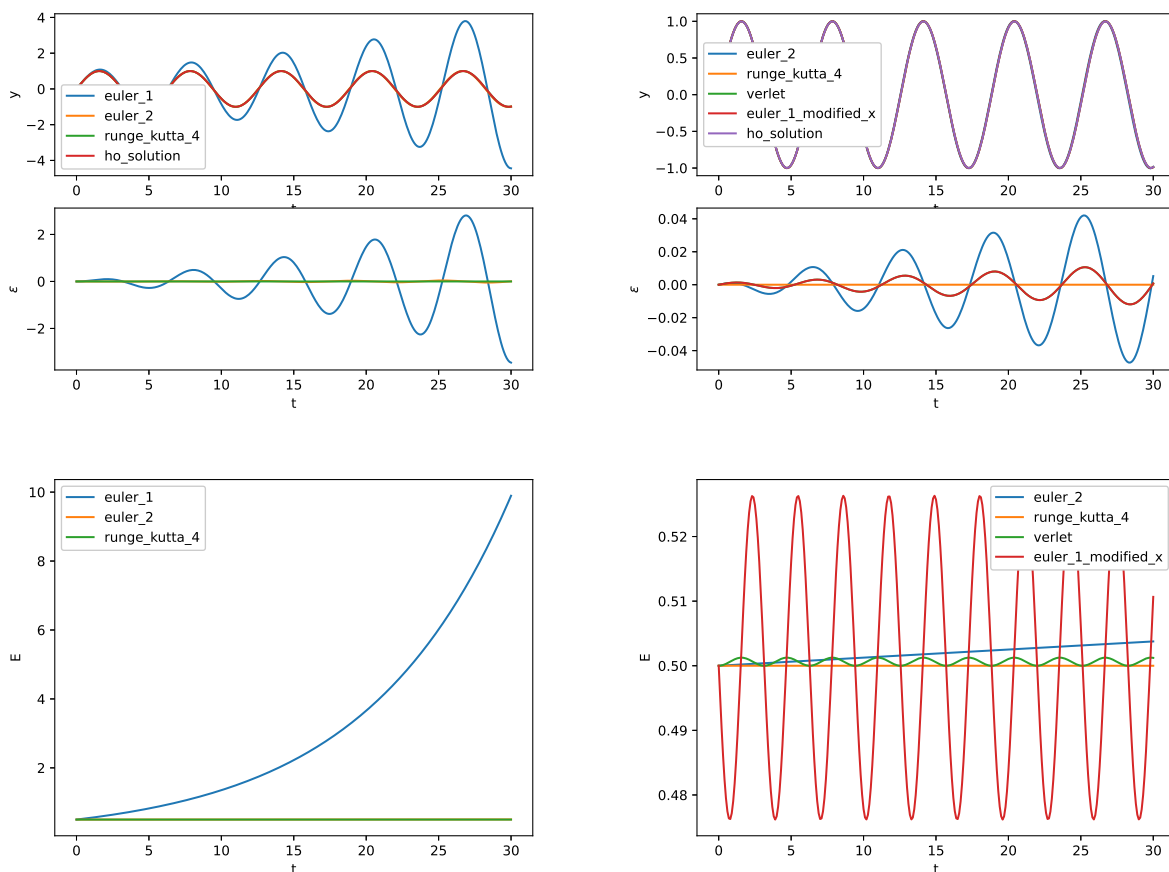 4
2
0
−2
−4
y
euler_1
euler_2
runge_kutta_4
ho_solution
0 5 10 15 20 25 30
t
2
0
−2
ε
0 5 10 15 20 25 30
t
1.0
0.5
0.0
−0.5
−1.0
y
euler_2
runge_kutta_4
verlet
euler_1_modified_x
ho_solution
0 5 10 15 20 25 30
t
0.04
0.02
0.00
−0.02
−0.04
ε
0 5 10 15 20 25 30
t
10
8
6
4
2
E
euler_1
euler_2
runge_kutta_4
0 5 10 15 20 25 30
t
0.52
0.51
0.50
0.49
0.48
E
euler_2
runge_kutta_4
verlet
euler_1_modified_x
0 5 10 15 20 25 30
t